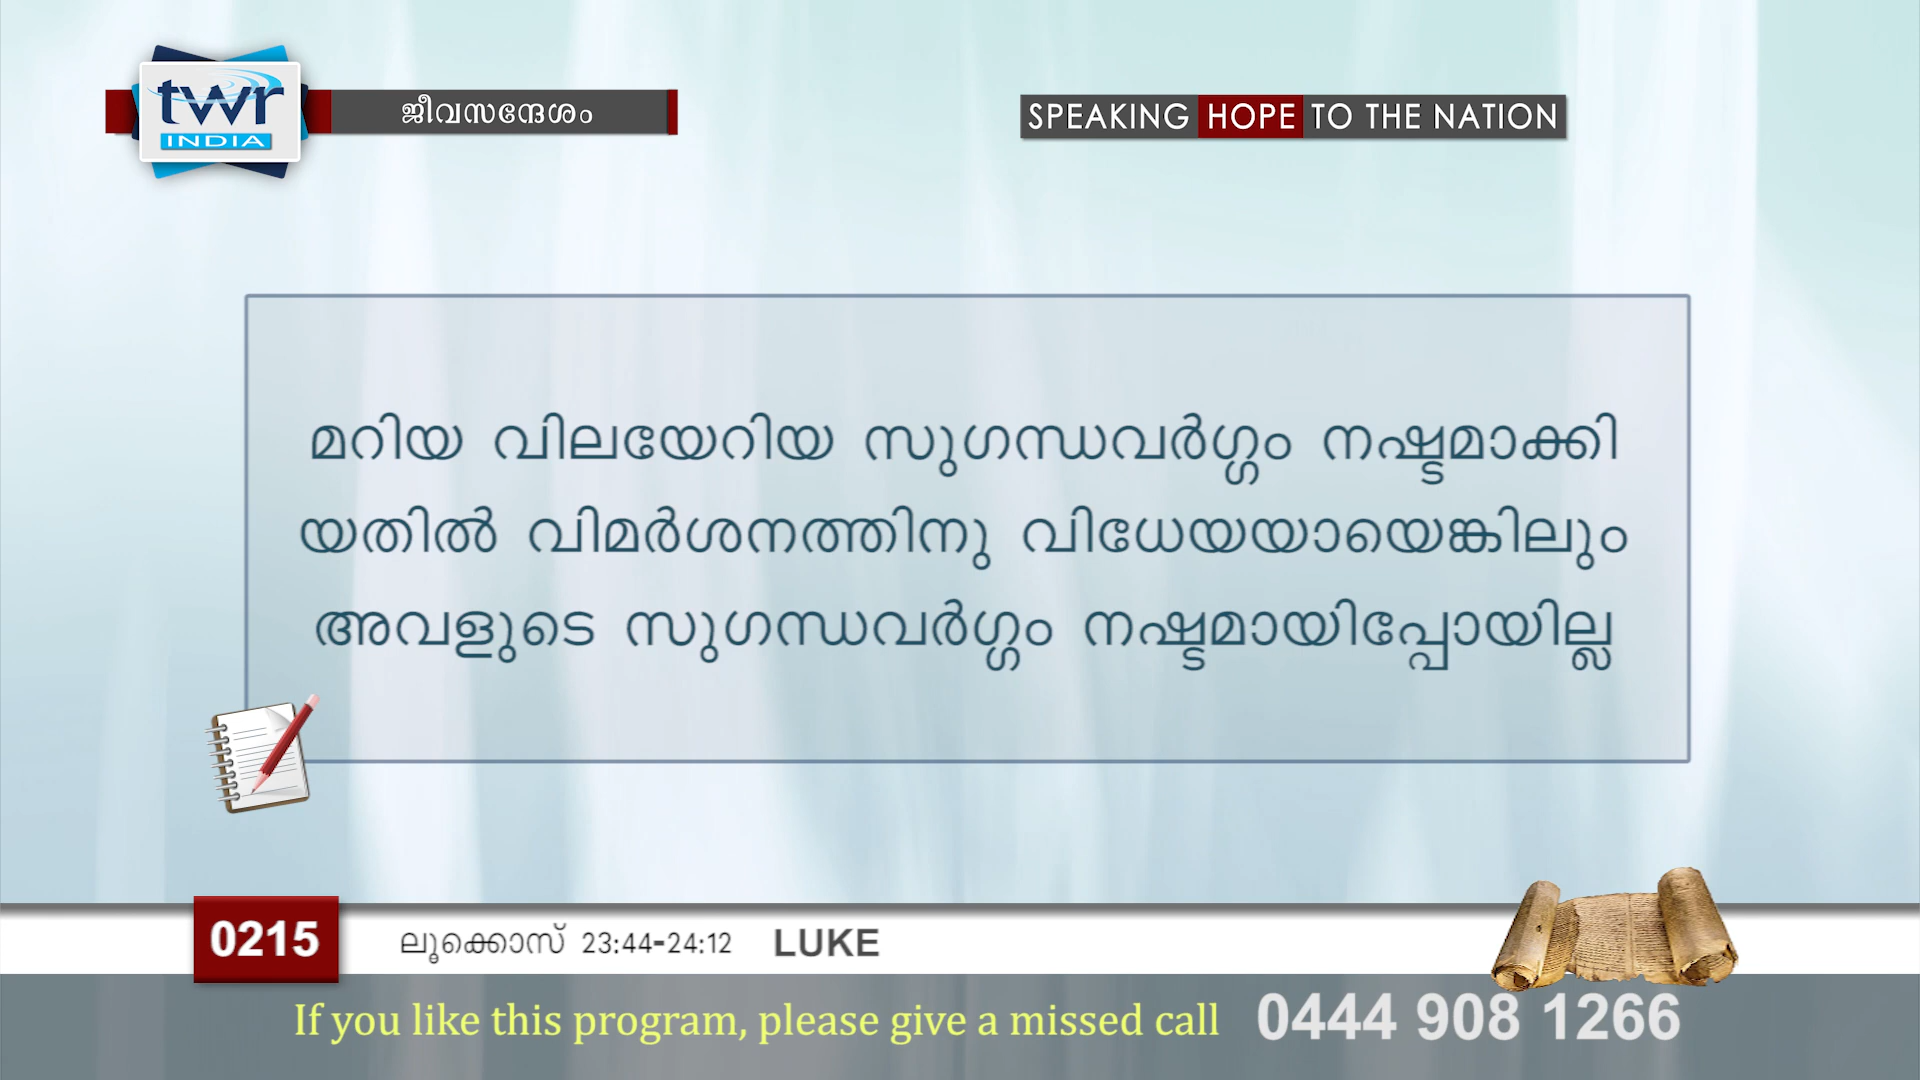 twr
INDIA
ജീവസന്ദേശം
SPEAKING HOPE TO THE NATION
മറിയ വിലയേറിയ സുഗന്ധവർഗ്ഗം നഷ്ടമാക്കി
യതിൽ വിമർശനത്തിനു വിധേയയായെങ്കിലും
അവളുടെ സുഗന്ധവർഗ്ഗം നഷ്ടമായിപ്പോയില്ല
0215 ലൂക്കൊസ് 23:44-24:12 LUKE
If you like this program, please give a missed call 0444 908 1266